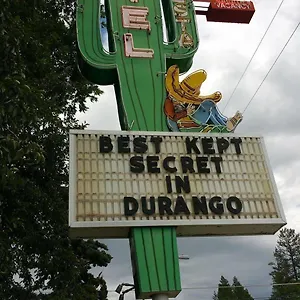 BEST KEPT
SECRET
IN
DURANGO